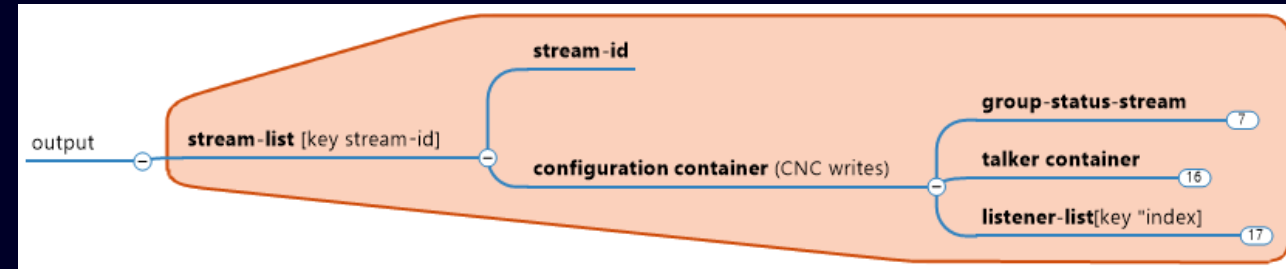 stream-id
group-status-stream
7
output
stream-list [key stream-id]
talker container
configuration container (CNC writes)
16
listener-list[key "index]
17